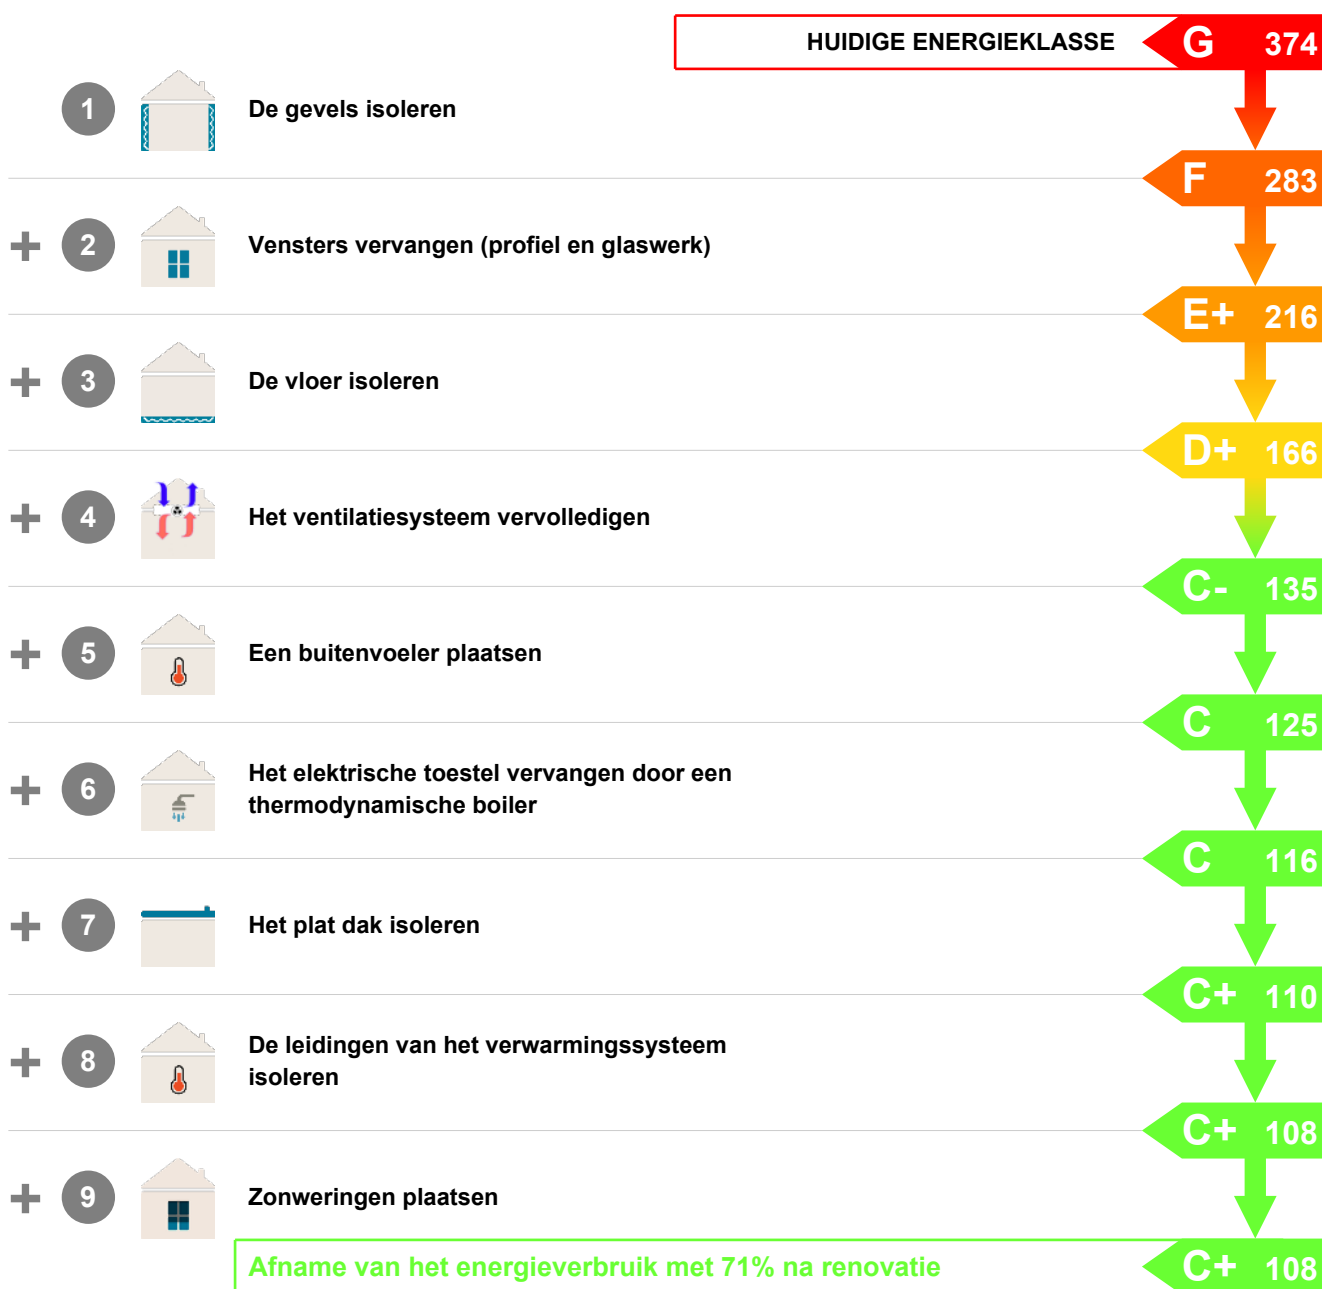 HUIDIGE ENERGIEKLASSE G 374
1 De gevels isoleren
F 283
+ 2 Vensters vervangen (profiel en glaswerk)
E+ 216
+ 3 De vloer isoleren
D+ 166
+ 4 Het ventilatiesysteem vervolledigen
C- 135
+ 5 Een buitenvoeler plaatsen
C 125
+ 6 Het elektrische toestel vervangen door een
thermodynamische boiler
C 116
+ 7 Het plat dak isoleren
C+ 110
+ 8 De leidingen van het verwarmingssysteem
isoleren
C+ 108
+ 9 Zonweringen plaatsen
Afname van het energieverbruik met 71% na renovatie C+ 108